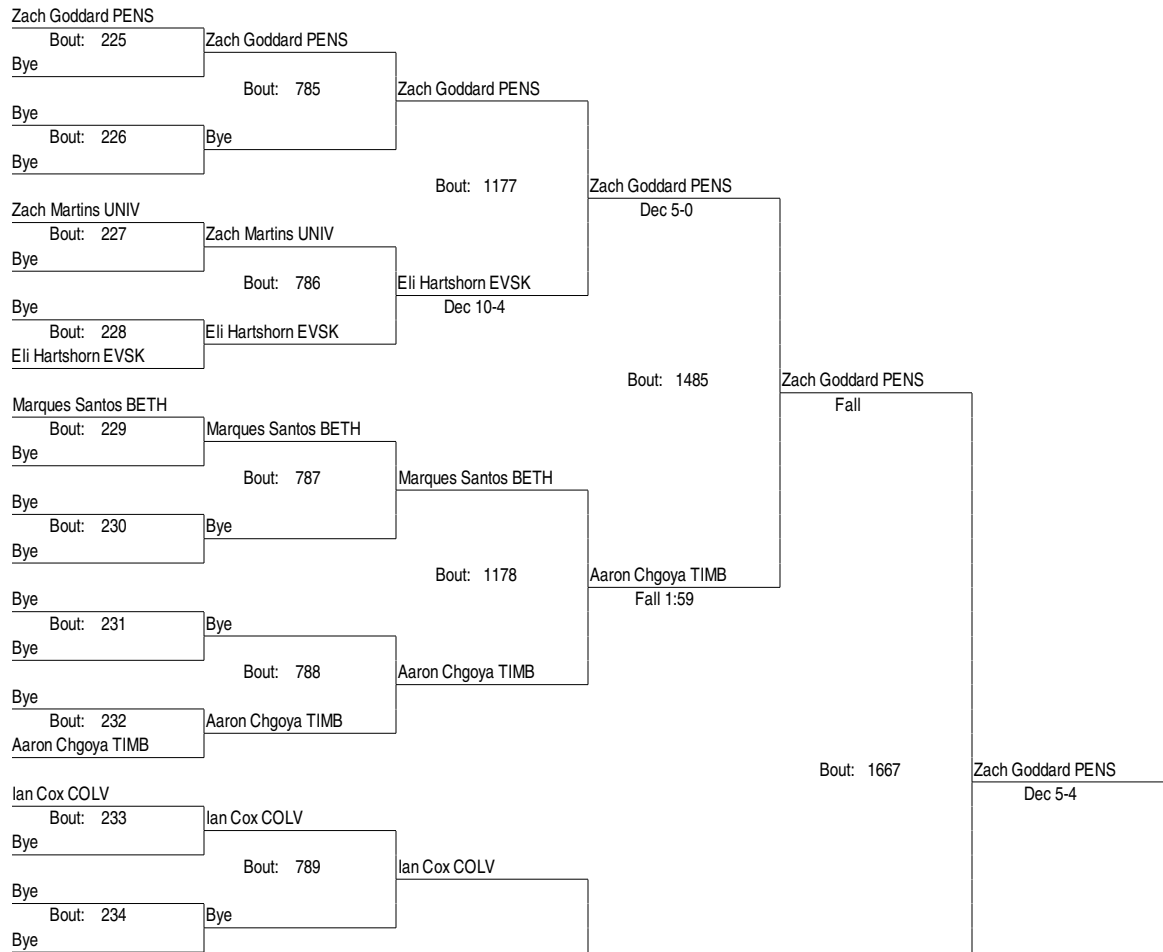 Zach Goddard PENS
Bout: 225 Zach Goddard PENS
Bye
Bout: 785 Zach Goddard PENS
Bye
Bout: 226 Bye
Bye
Bout: 1177 Zach Goddard PENS
Dec 5-0
Zach Martins UNIV
Bout: 227 Zach Martins UNIV
Bye
Bout: 786 Eli Hartshorn EVSK
Bye Dec 10-4
Bout: 228 Eli Hartshorn EVSK
Eli Hartshorn EVSK
Bout: 1485 Zach Goddard PENS
Marques Santos BETH Fall
Bout: 229 Marques Santos BETH
Bye
Bout: 787 Marques Santos BETH
Bye
Bout: 230 Bye
Bye
Bout: 1178 Aaron Chgoya TIMB
Bye Fall 1:59
Bout: 231 Bye
Bye
Bout: 788 Aaron Chgoya TIMB
Bye
Bout: 232 Aaron Chgoya TIMB
Aaron Chgoya TIMB
Bout: 1667 Zach Goddard PENS
Ian Cox COLV Dec 5-4
Bout: 233 Ian Cox COLV
Bye
Bout: 789 Ian Cox COLV
Bye
Bout: 234 Bye
Bye